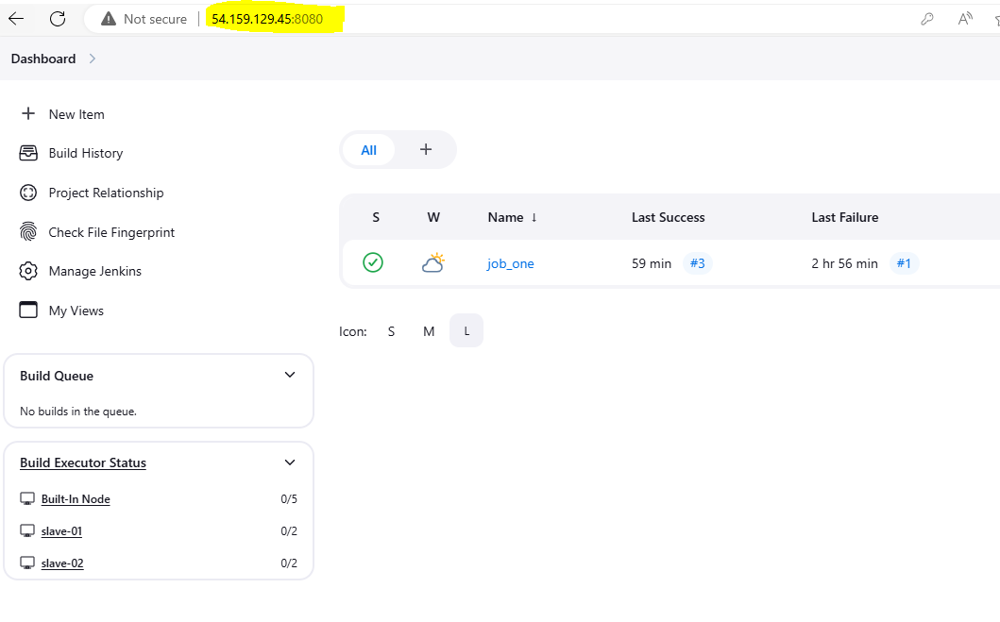 Not secure 54.159.129.45:8080
Dashboard
New Item
Build History
Project Relationship
Check File Fingerprint
Manage Jenkins
My Views
Build Queue
No builds in the queue.
Build Executor Status
Built-In Node 0/5
slave-01 0/2
slave-02 0/2
All +
S W Name ↓ Last Success Last Failure
job_one 59 min #3 2 hr 56 min #1
Icon: S M L